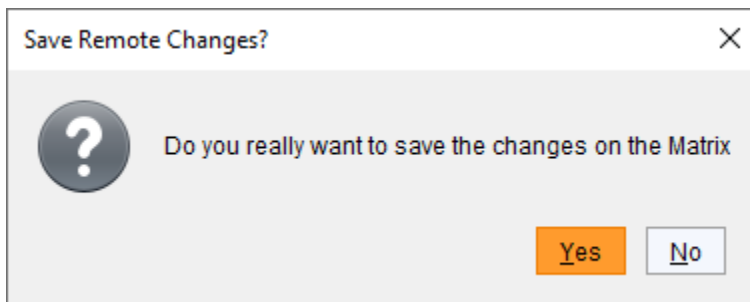 Save Remote Changes?
?
Do you really want to save the changes on the Matrix
Yes
No